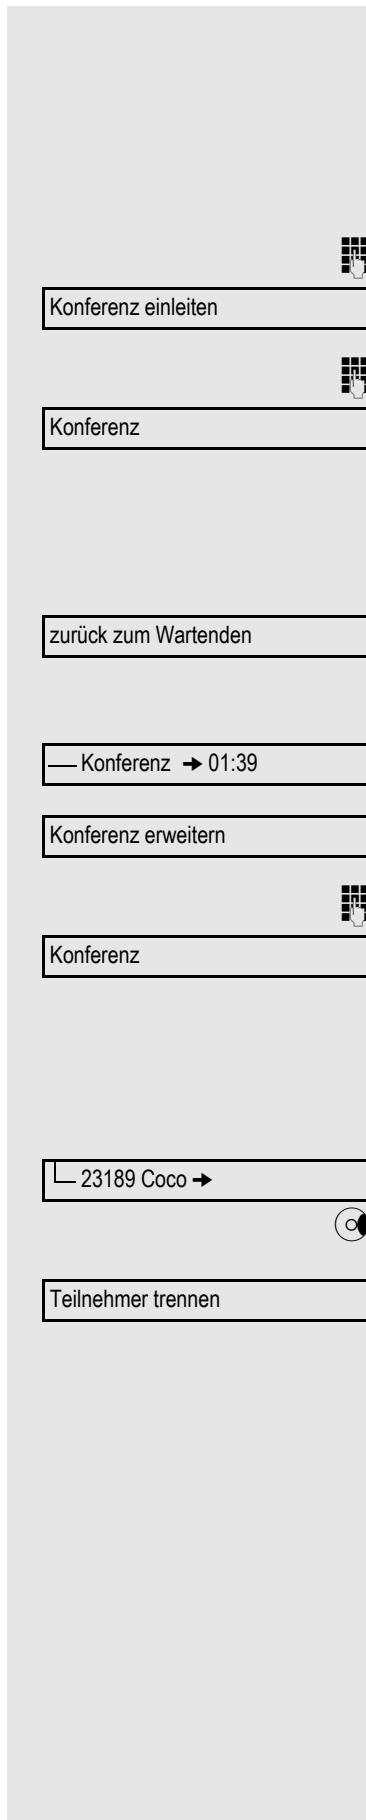 Konferenz einleiten
Konferenz
zurück zum Wartenden
Konferenz → 01:39
Konferenz erweitern
Konferenz
23189 Coco →
Teilnehmer trennen